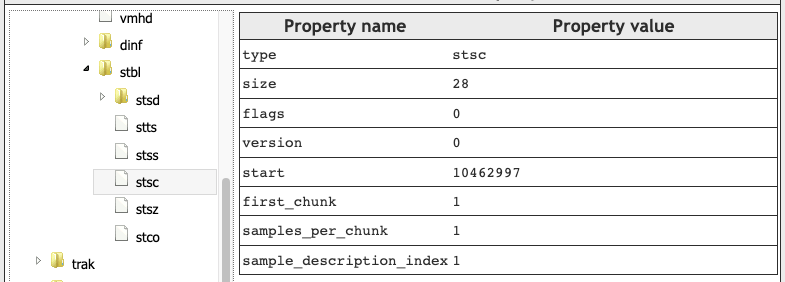 vmhd
dinf
stbl
stsd
stts
stss
stsc
stsz
stco
trak
Property name Property value
type stsc
size 28
flags 0
version 0
start 10462997
first_chunk 1
samples_per_chunk 1
sample_description_index 1